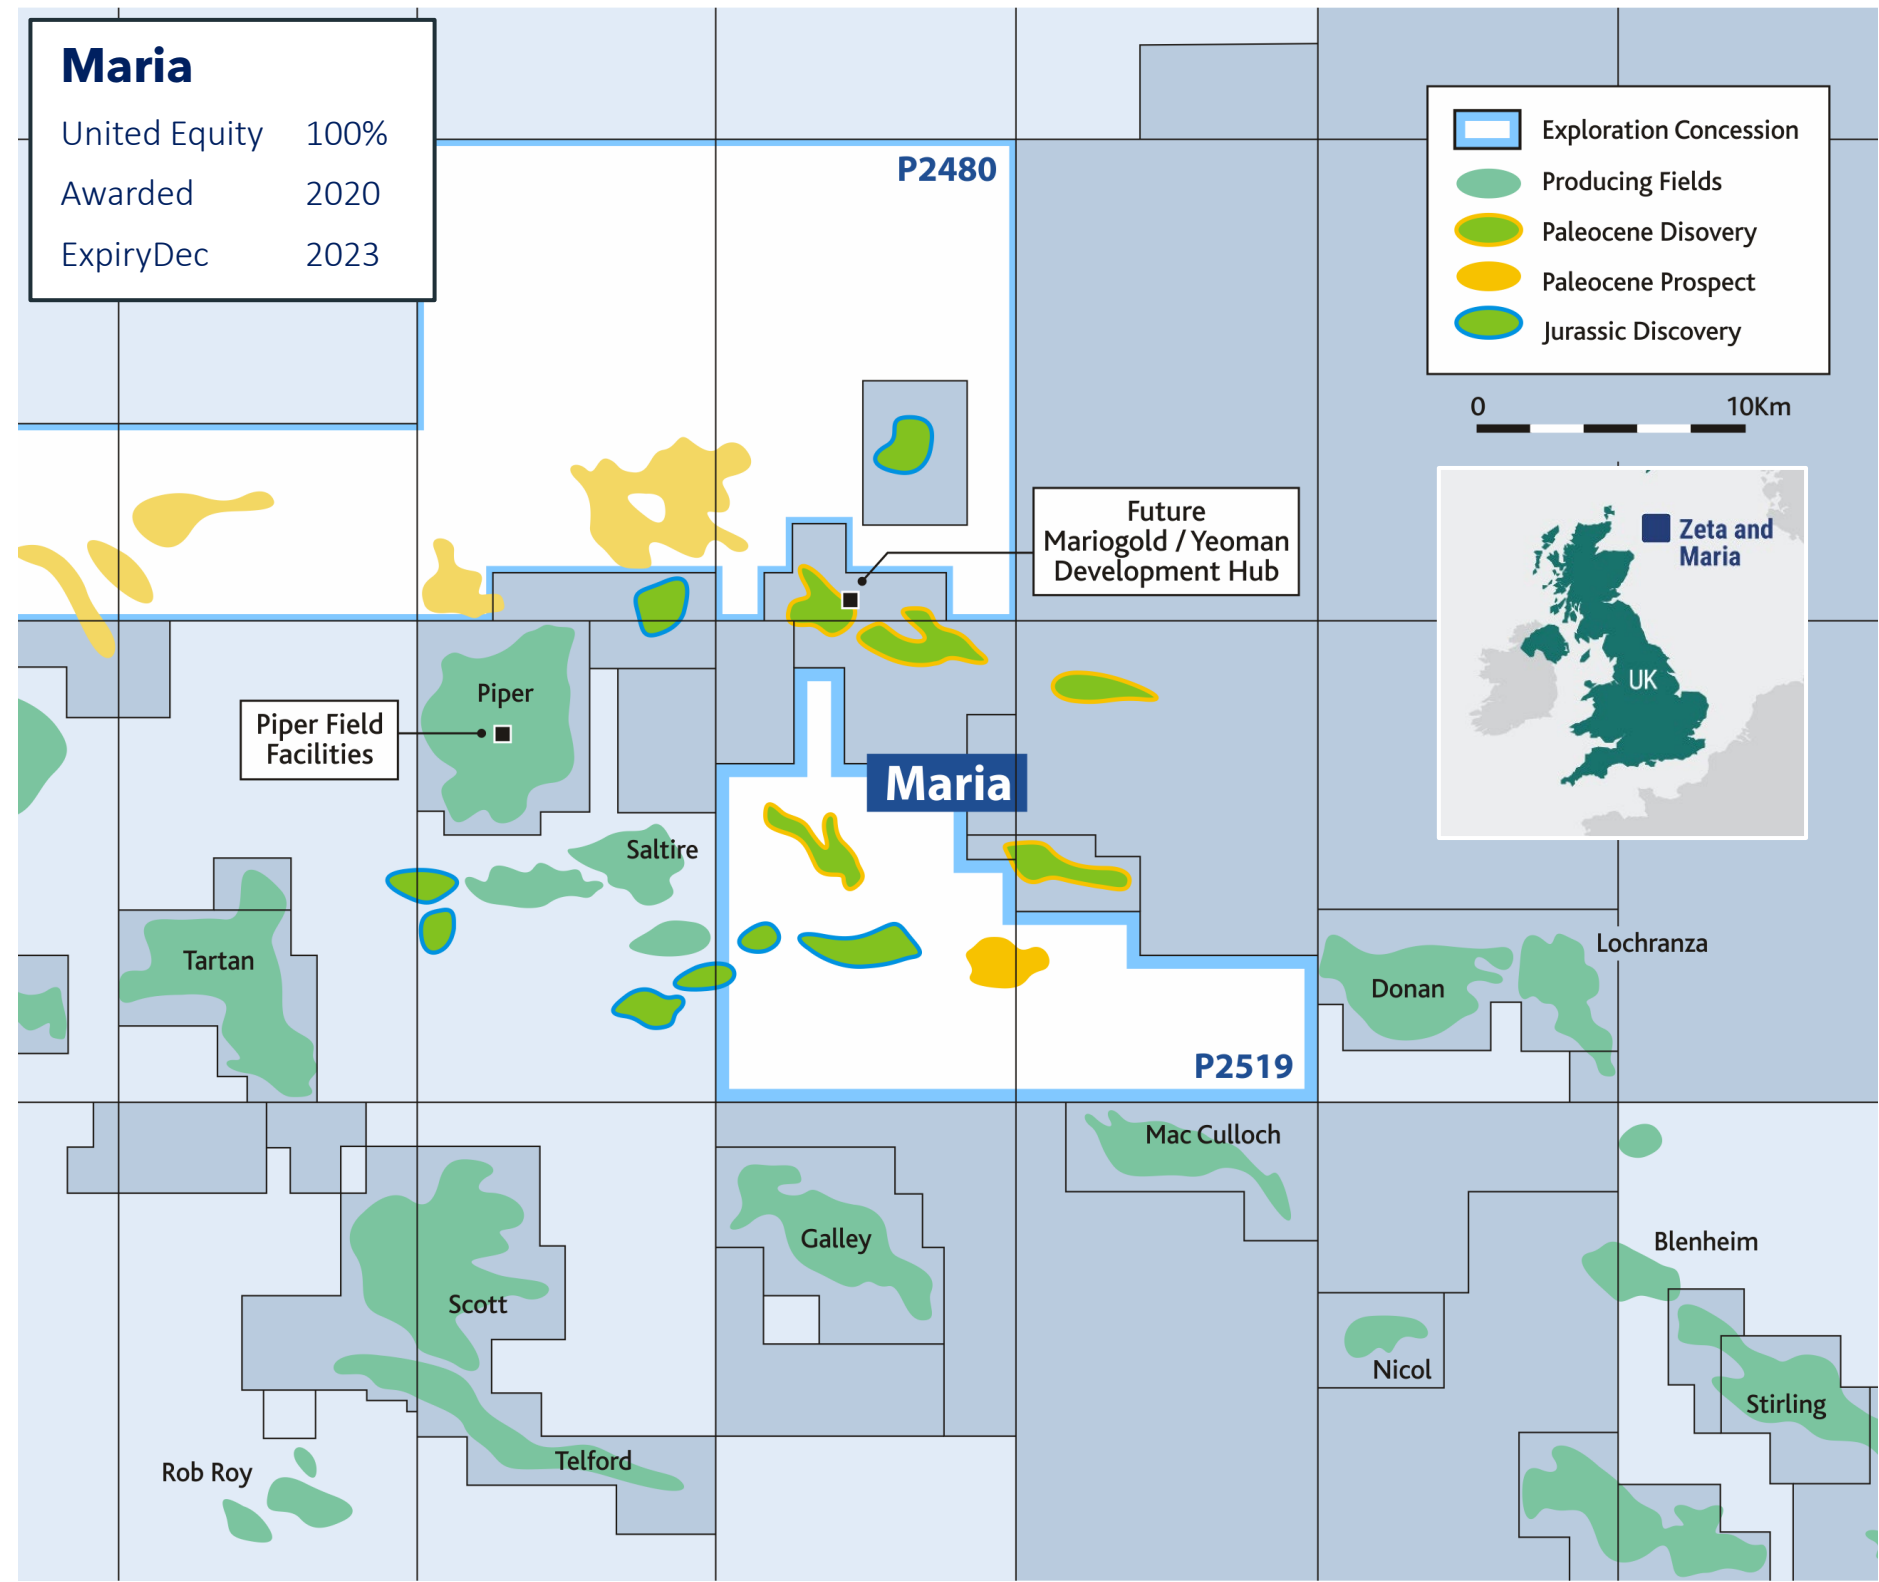 Maria
United Equity 100%
Awarded 2020
ExpiryDec 2023
P2480
Exploration Concession
Producing Fields
Paleocene Disovery
Paleocene Prospect
Jurassic Discovery
0 10Km
Future
Mariogold / Yeoman
Development Hub
Zeta and
Maria
UK
Piper
Piper Field
Facilities
Maria
Saltire
Tartan
Lochranza
Donan
P2519
Mac Culloch
Galley
Blenheim
Scott
Nicol
Stirling
Telford
Rob Roy